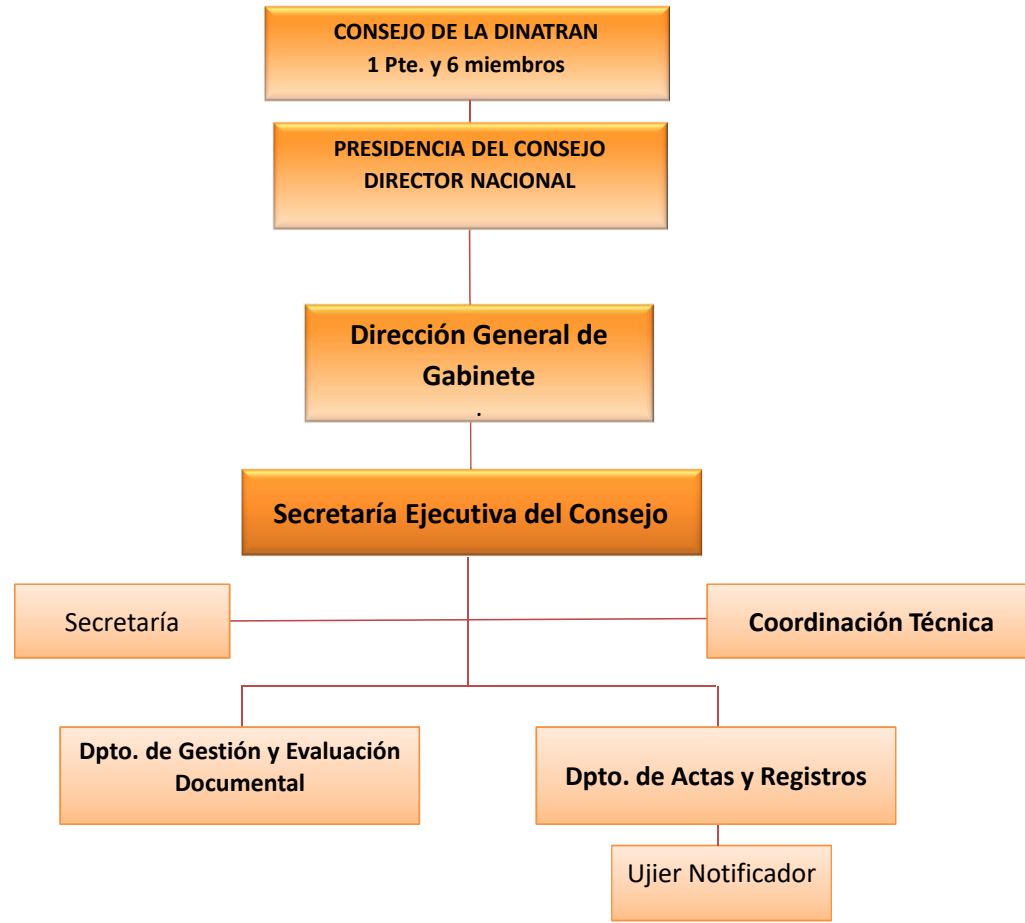 CONSEJO DE LA DINATRAN
1 Pte. y 6 miembros
PRESIDENCIA DEL CONSEJO
DIRECTOR NACIONAL
Dirección General de
Gabinete
.
Secretaría Ejecutiva del Consejo
Secretaría
Coordinación Técnica
Dpto. de Gestión y Evaluación
Documental
Dpto. de Actas y Registros
Ujier Notificador